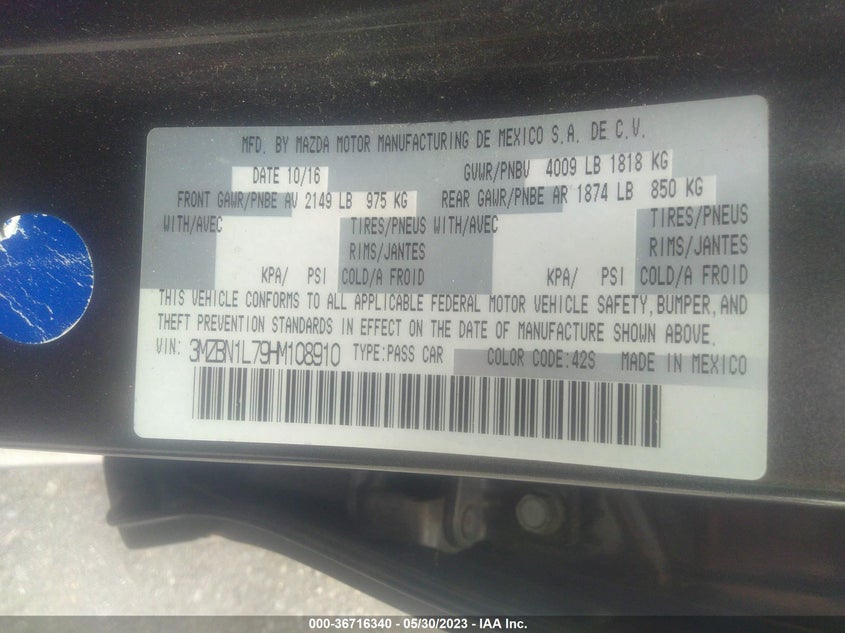 MFD. BY MAZDA MOTOR MANUFACTURING DE MEXICO S.A. DE C.V.
DATE 10/16 GVWR/PNBV 4009 LB 1818 KG
FRONT GAWR/PNBE AV 2149 LB 975 KG REAR GAWR/PNBE AR 1874 LB 850 KG
WITH/AVEC TIRES/PNEUS WITH/AVEC TIRES/PNEUS
RIMS/JANTES RIMS/JANTES
KPA/ PSI COLD/A FROID KPA/ PSI COLD/A FROID
THIS VEHICLE CONFORMS TO ALL APPLICABLE FEDERAL MOTOR VEHICLE SAFETY, BUMPER, AND
THEFT PREVENTION STANDARDS IN EFFECT ON THE DATE OF MANUFACTURE SHOWN ABOVE.
VIN: 3MZBN1L79HM108910 TYPE:PASS CAR COLOR CODE:42S MADE IN MEXICO
000-36716340 - 05/30/2023 - IAA Inc.